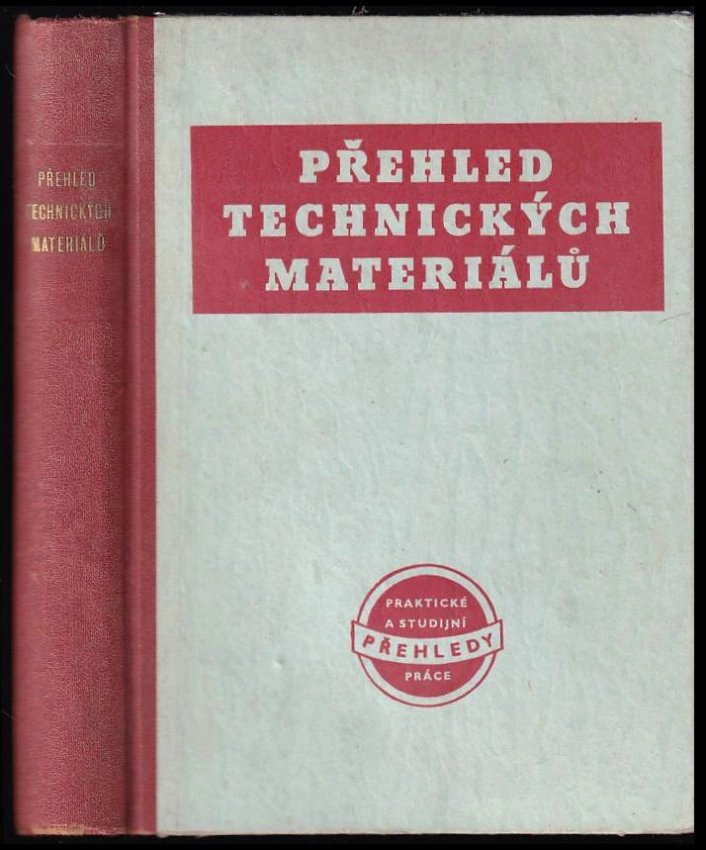 PŘEHLED
TECHNICKÝCH
MATERIÁLŮ
PŘEHLED
TECHNICKÝCH
MATERIÁLŮ
PRAKTICKÉ
A STUDIJNÍ
PŘEHLEDY
PRÁCE